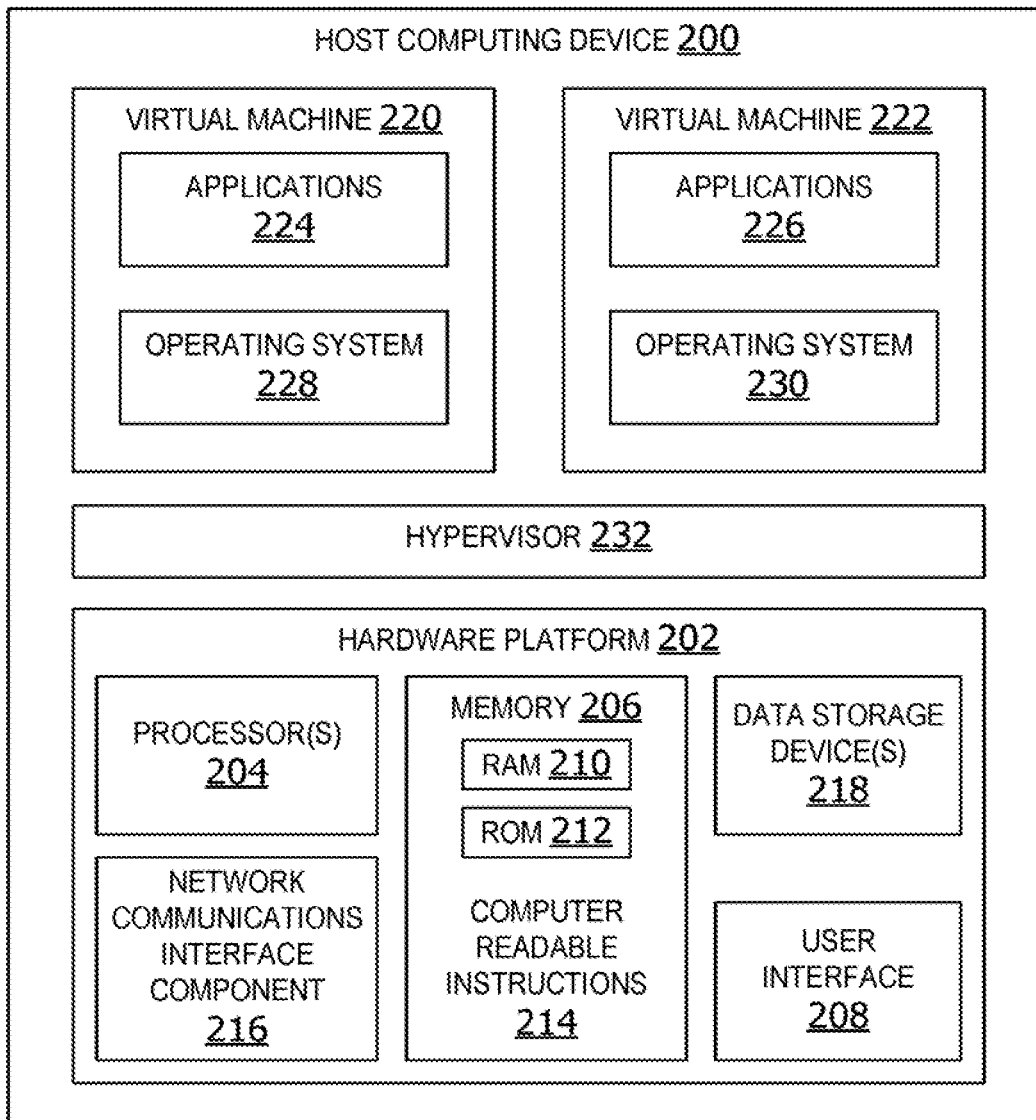 HOST COMPUTING DEVICE 200
VIRTUAL MACHINE 220
APPLICATIONS
224
OPERATING SYSTEM
228
VIRTUAL MACHINE 222
APPLICATIONS
226
OPERATING SYSTEM
230
HYPERVISOR 232
HARDWARE PLATFORM 202
PROCESSOR(S)
204
NETWORK
COMMUNICATIONS
INTERFACE
COMPONENT
216
MEMORY 206
RAM 210
ROM 212
COMPUTER
READABLE
INSTRUCTIONS
214
DATA STORAGE
DEVICE(S)
218
USER
INTERFACE
208